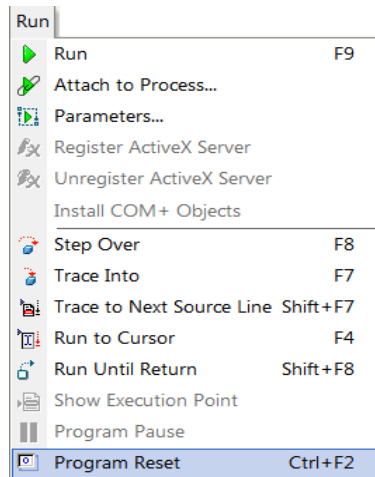 Run
Run F9
Attach to Process...
Parameters...
Register ActiveX Server
Unregister ActiveX Server
Install COM+ Objects
Step Over F8
Trace Into F7
Trace to Next Source Line Shift+F7
Run to Cursor F4
Run Until Return Shift+F8
Show Execution Point
Program Pause
Program Reset Ctrl+F2